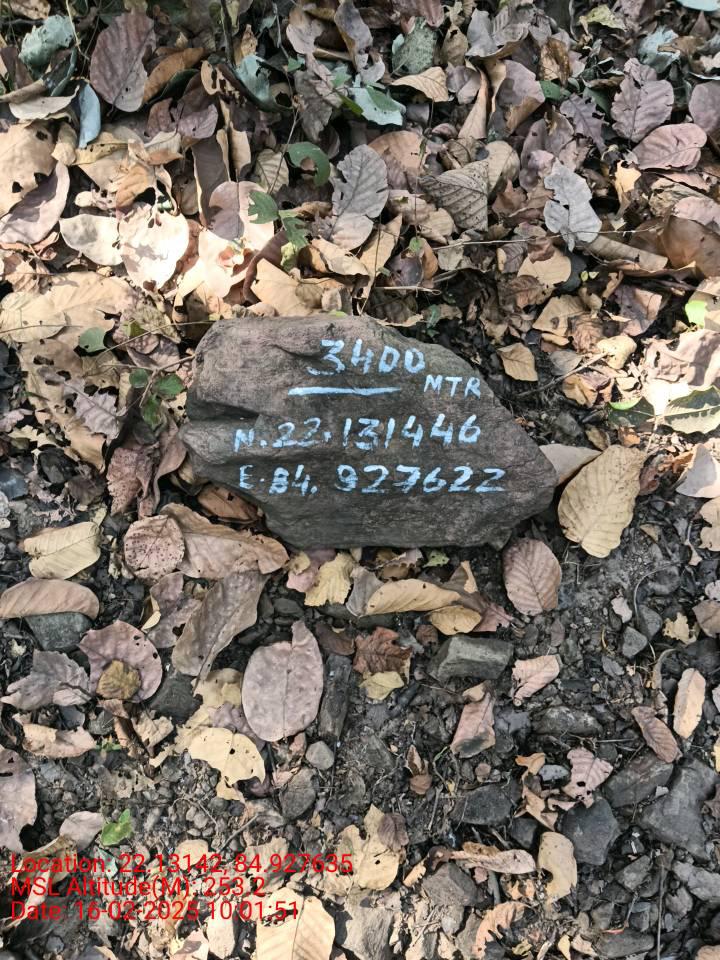 3400
MTR
N.22.131446
E.84.927622
Location: 22.13142, 84.927635
MSL Altitude(M): 253.2
Date: 16-02-2025 10:01:51